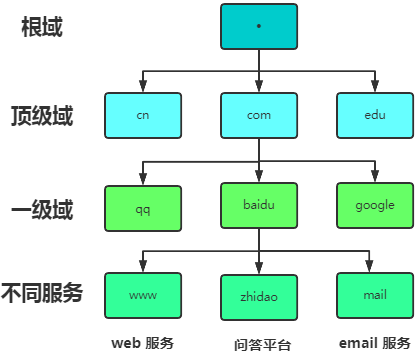 根域
.
顶级域
cn
com
edu
一级域
qq
baidu
google
不同服务
www
zhidao
mail
web 服务
问答平台
email 服务